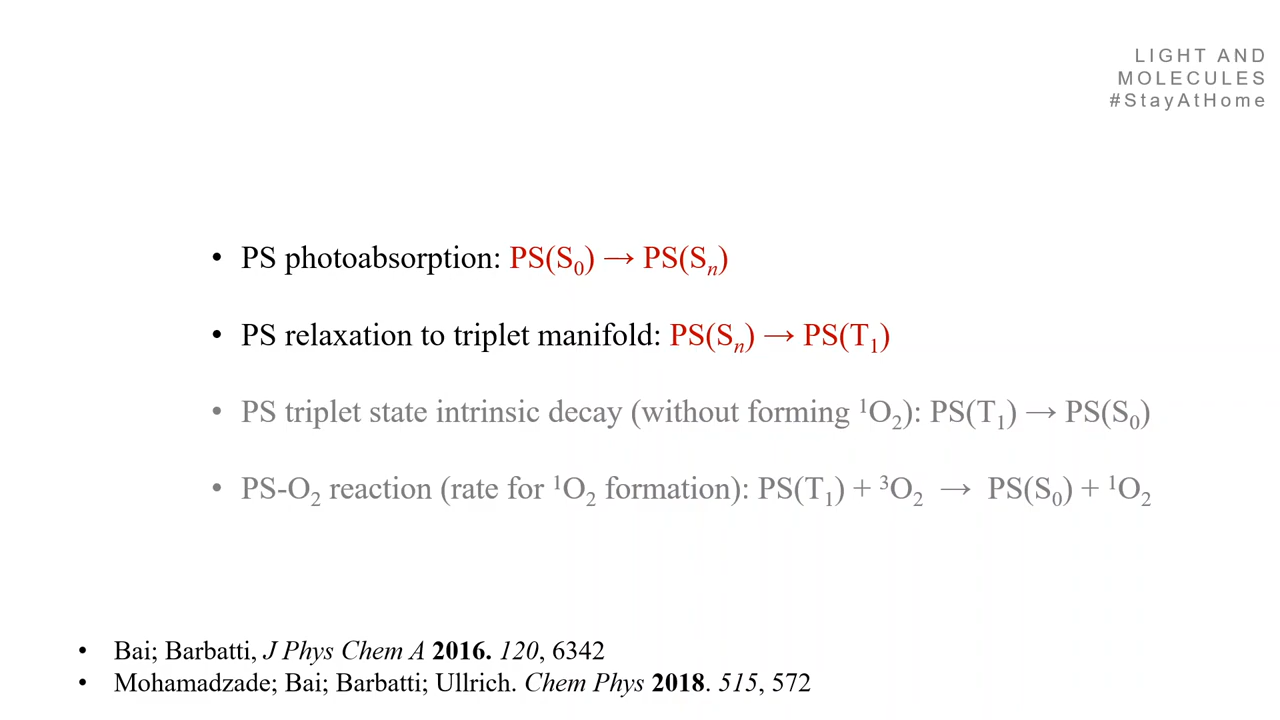 LIGHT AND
MOLECULES
#StayAtHome
• PS photoabsorption: PS(S₀) → PS(Sₙ)
• PS relaxation to triplet manifold: PS(Sₙ) → PS(T₁)
• PS triplet state intrinsic decay (without forming ¹O₂): PS(T₁) → PS(S₀)
• PS-O₂ reaction (rate for ¹O₂ formation): PS(T₁) + ³O₂ → PS(S₀) + ¹O₂
• Bai; Barbatti, J Phys Chem A 2016. 120, 6342
• Mohamadzade; Bai; Barbatti; Ullrich. Chem Phys 2018. 515, 572